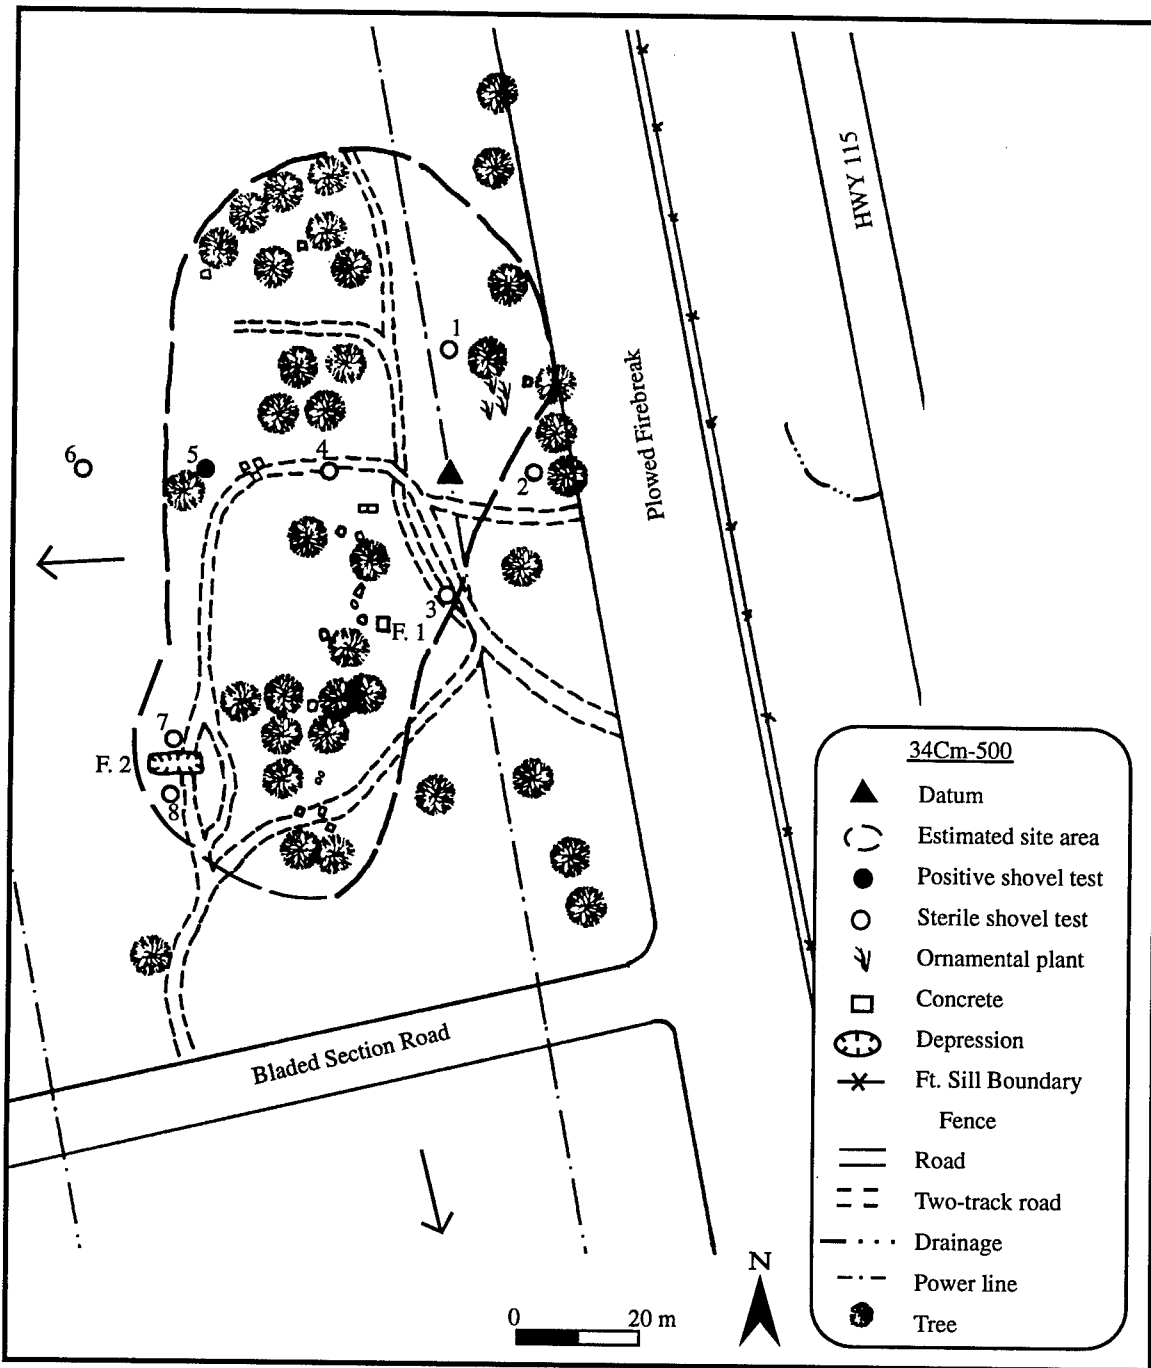 HWY 115
1
Plowed Firebreak
6
5
4
2
3
F. 1
7
F. 2
8
Bladed Section Road
34Cm-500
Datum
Estimated site area
Positive shovel test
Sterile shovel test
Ornamental plant
Concrete
Depression
Ft. Sill Boundary
Fence
Road
Two-track road
Drainage
Power line
Tree
N
0 20 m